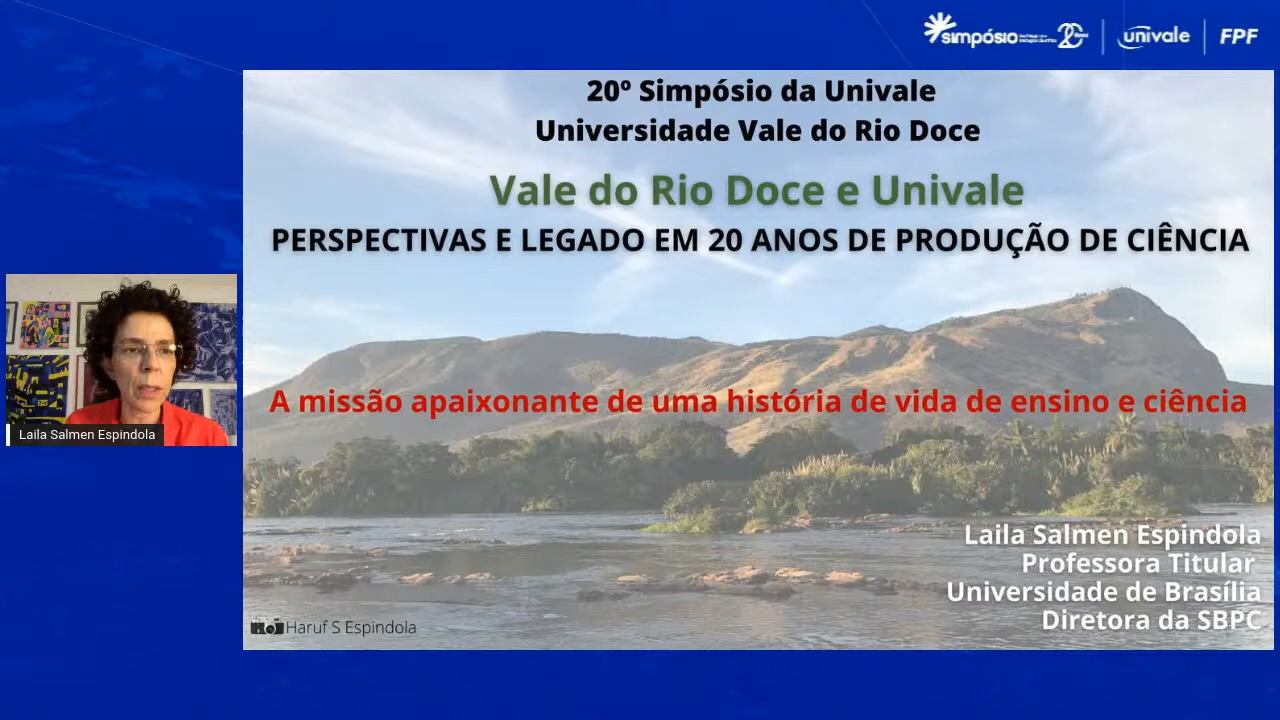 simpósio 20 univale FPF
20º Simpósio da Univale
Universidade Vale do Rio Doce
Vale do Rio Doce e Univale
PERSPECTIVAS E LEGADO EM 20 ANOS DE PRODUÇÃO DE CIÊNCIA
A missão apaixonante de uma história de vida de ensino e ciência
Laila Salmen Espindola
Laila Salmen Espindola
Professora Titular
Universidade de Brasília
Diretora da SBPC
Haruf S Espindola